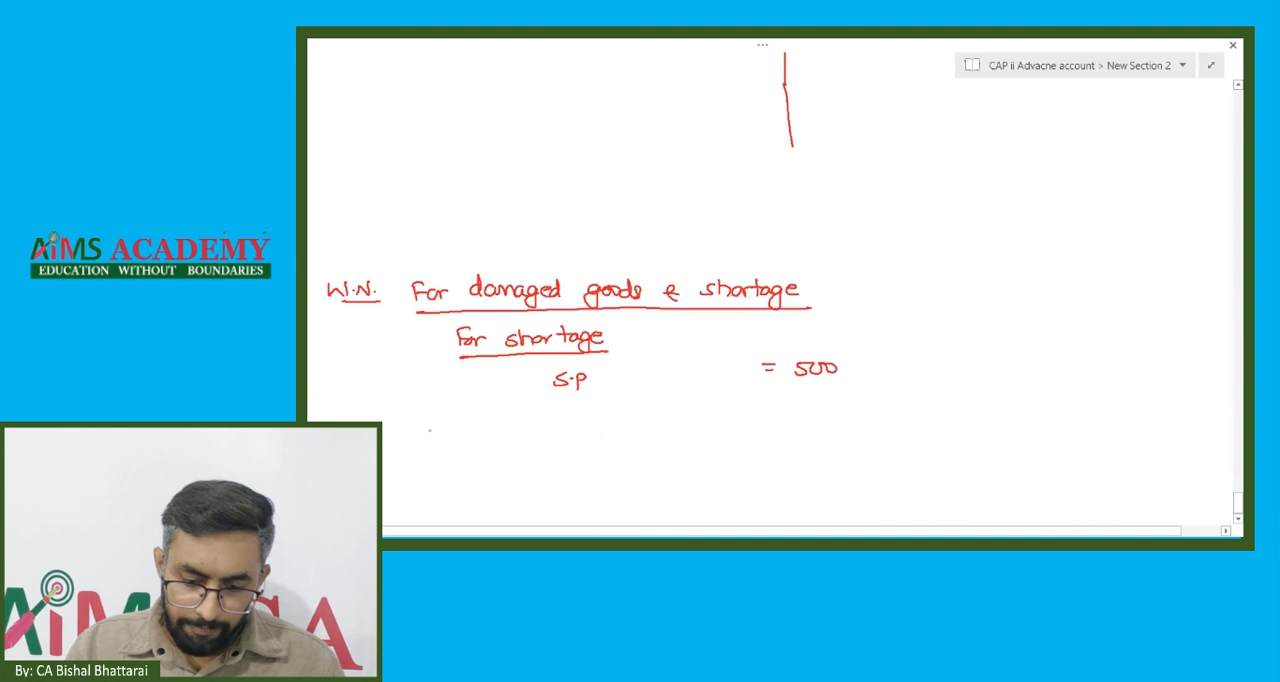 ...
CAP ii Advacne account > New Section 2
AIMS ACADEMY
EDUCATION WITHOUT BOUNDARIES
W.N. For damaged goods & shortage
For shortage
S.P = 500
By: CA Bishal Bhattarai